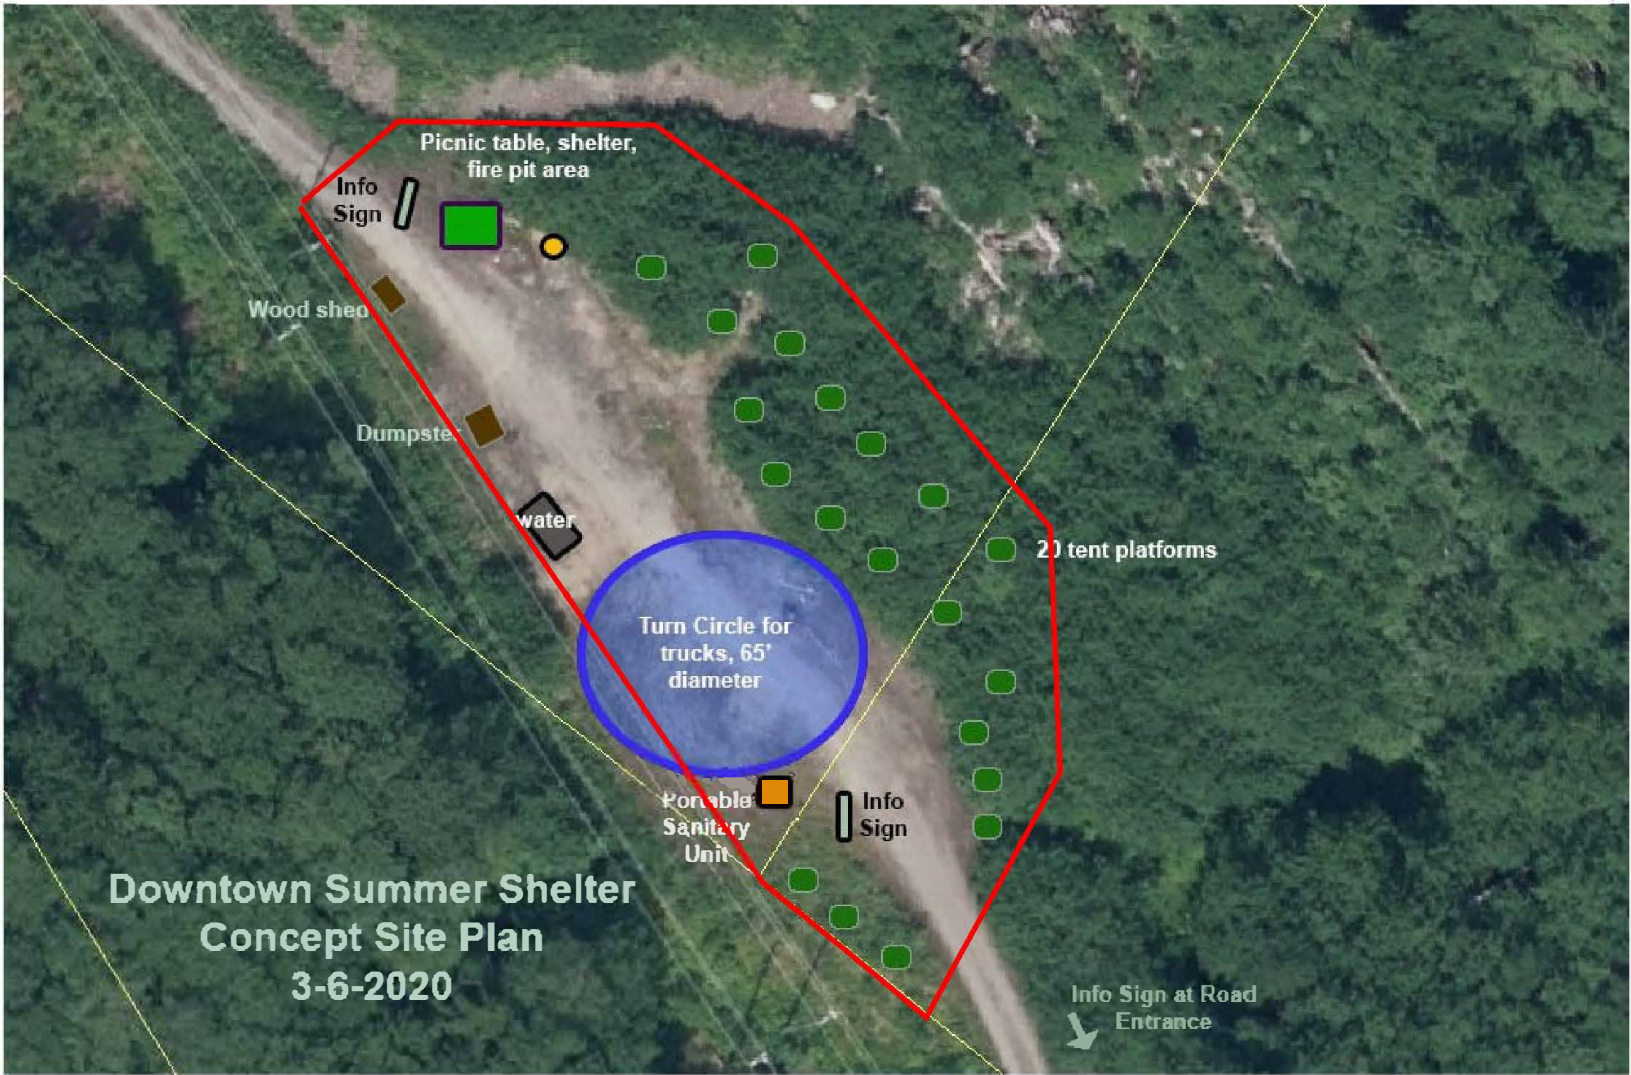 Picnic table, shelter,
fire pit area
Info
Sign
Wood shed
Dumpster
water
20 tent platforms
Turn Circle for
trucks, 65'
diameter
Portable
Sanitary
Unit
Info
Sign
Downtown Summer Shelter
Concept Site Plan
3-6-2020
Info Sign at Road
Entrance